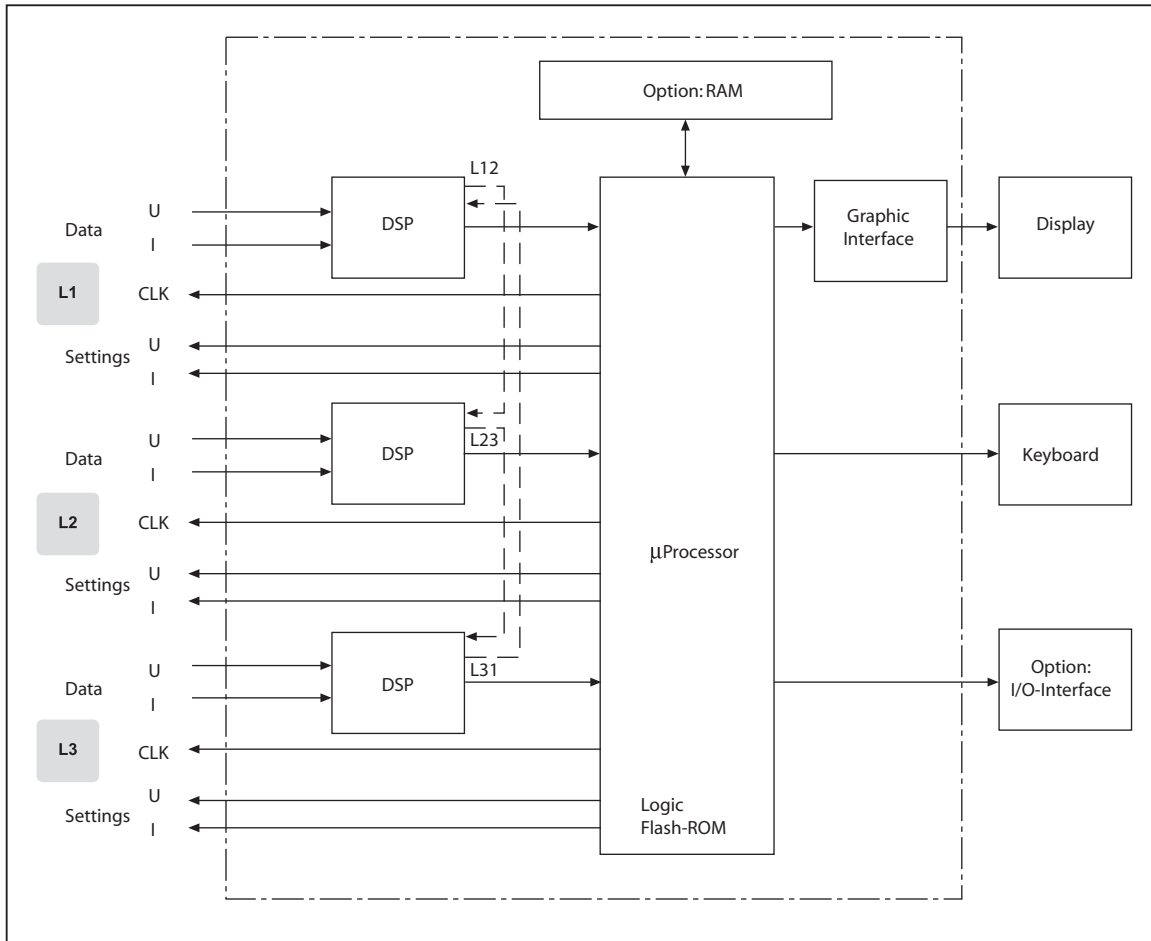 Option: RAM
L12
U
Data
I
DSP
Graphic
Interface
Display
L1
CLK
U
Settings
I
U
Data
I
DSP
L23
Keyboard
L2
CLK
μProcessor
U
Settings
I
U
Data
I
DSP
L31
Option:
I/O-Interface
L3
CLK
U
Settings
I
Logic
Flash-ROM